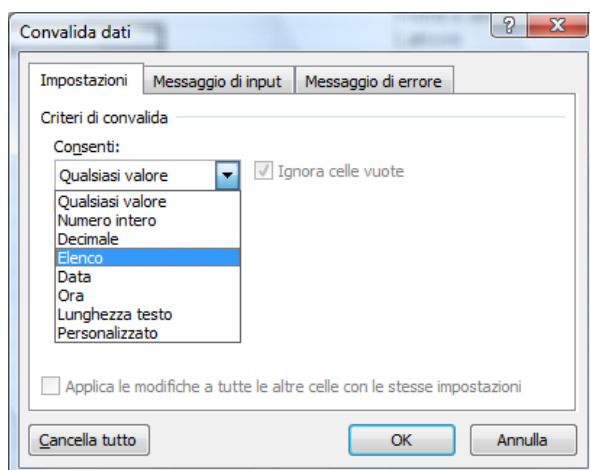 Convalida dati
Impostazioni Messaggio di input Messaggio di errore
Criteri di convalida
Consenti:
Qualsiasi valore Ignora celle vuote
Qualsiasi valore
Numero intero
Decimale
Elenco
Data
Ora
Lunghezza testo
Personalizzato
Applica le modifiche a tutte le altre celle con le stesse impostazioni
Cancella tutto OK Annulla